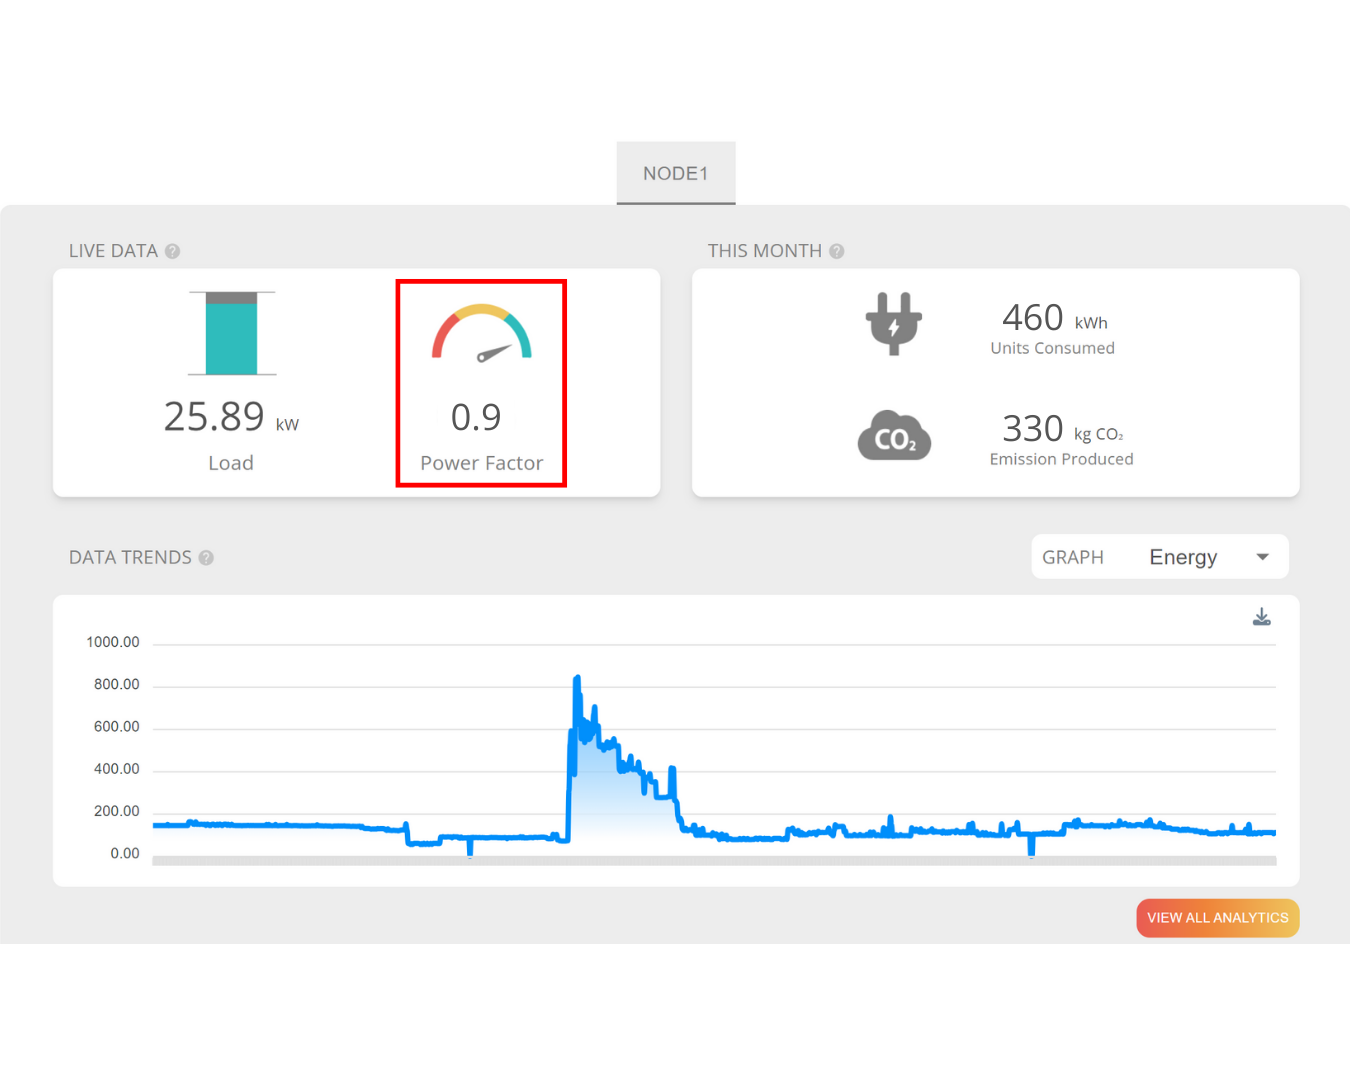 NODE1
LIVE DATA ?
THIS MONTH ?
25.89 kW
Load
0.9
Power Factor
460 kWh
Units Consumed
CO₂
330 kg CO₂
Emission Produced
DATA TRENDS ?
GRAPH Energy
1000.00
800.00
600.00
400.00
200.00
0.00
VIEW ALL ANALYTICS